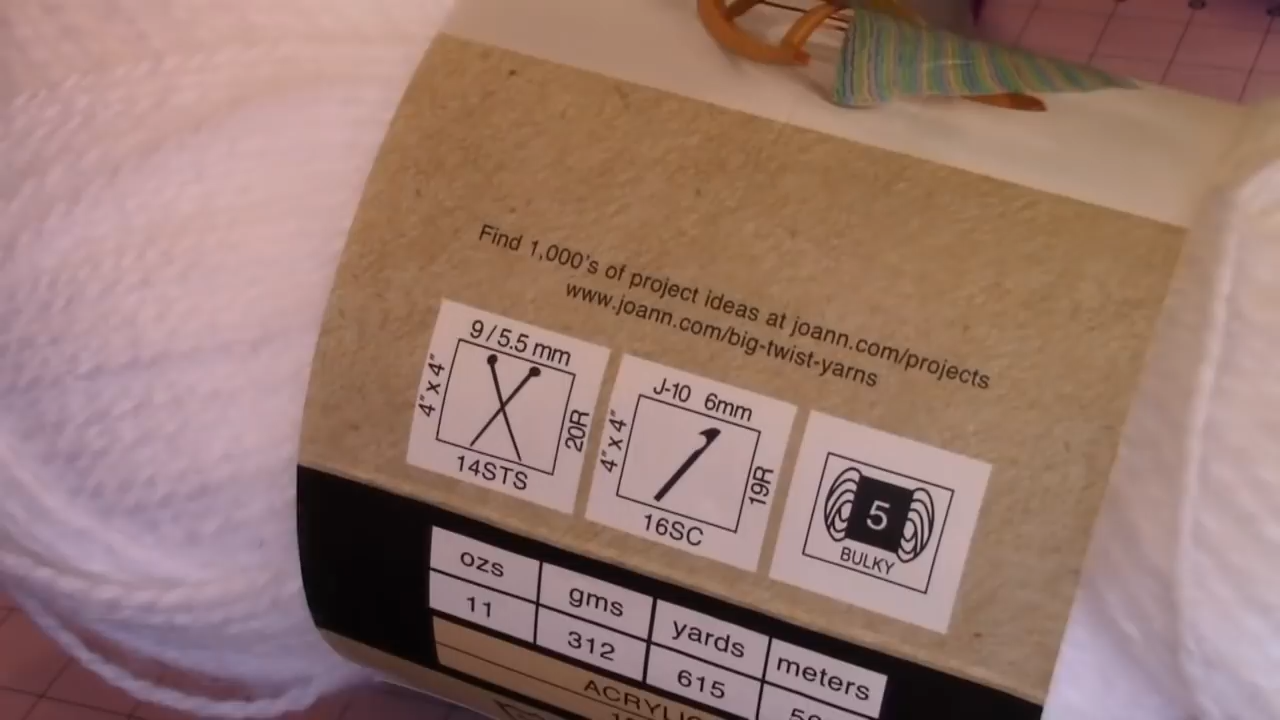 Find 1,000's of project ideas at joann.com/projects
www.joann.com/big-twist-yarns
9/5.5 mm
4" x 4"
20R
14STS
J-10 6mm
4" x 4"
19R
16SC
5
BULKY
ozs gms yards meters
11 312 615
ACRYLIC